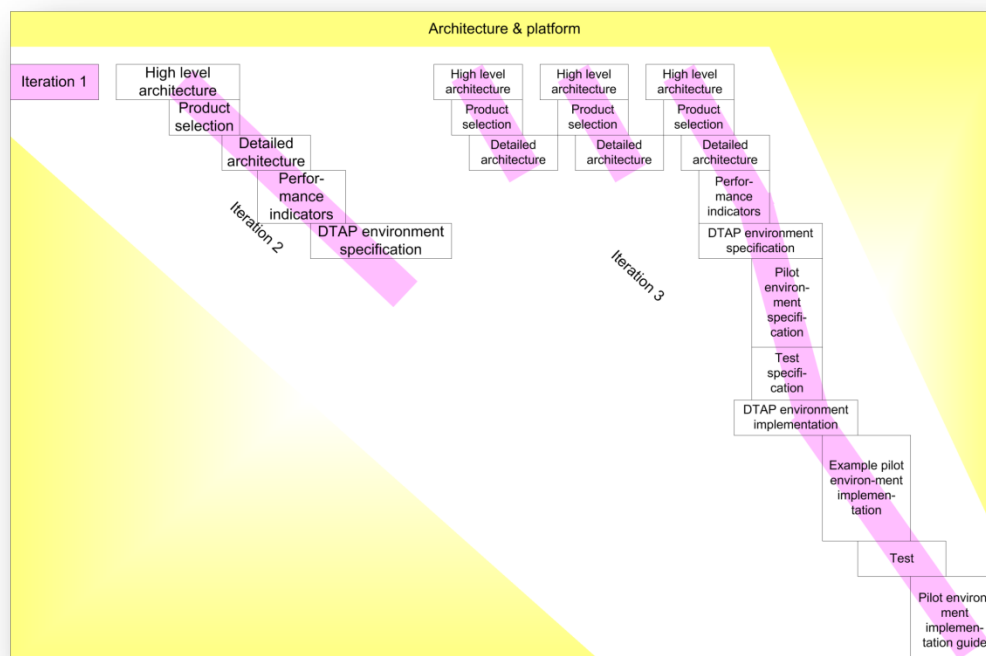 Architecture & platform
Iteration 1
High level
architecture
Product
selection
Detailed
architecture
Perfor-
mance
indicators
DTAP environment
specification
Iteration 2
High level
architecture
Product
selection
Detailed
architecture
High level
architecture
Product
selection
Detailed
architecture
Iteration 3
High level
architecture
Product
selection
Detailed
architecture
Perfor-
mance
indicators
DTAP environment
specification
Pilot
environ-
ment
specifi-
cation
Test
specifi-
cation
DTAP environment
implementation
Example pilot
environ-ment
implemen-
tation
Test
Pilot environ-
ment
implemen-
tation guide